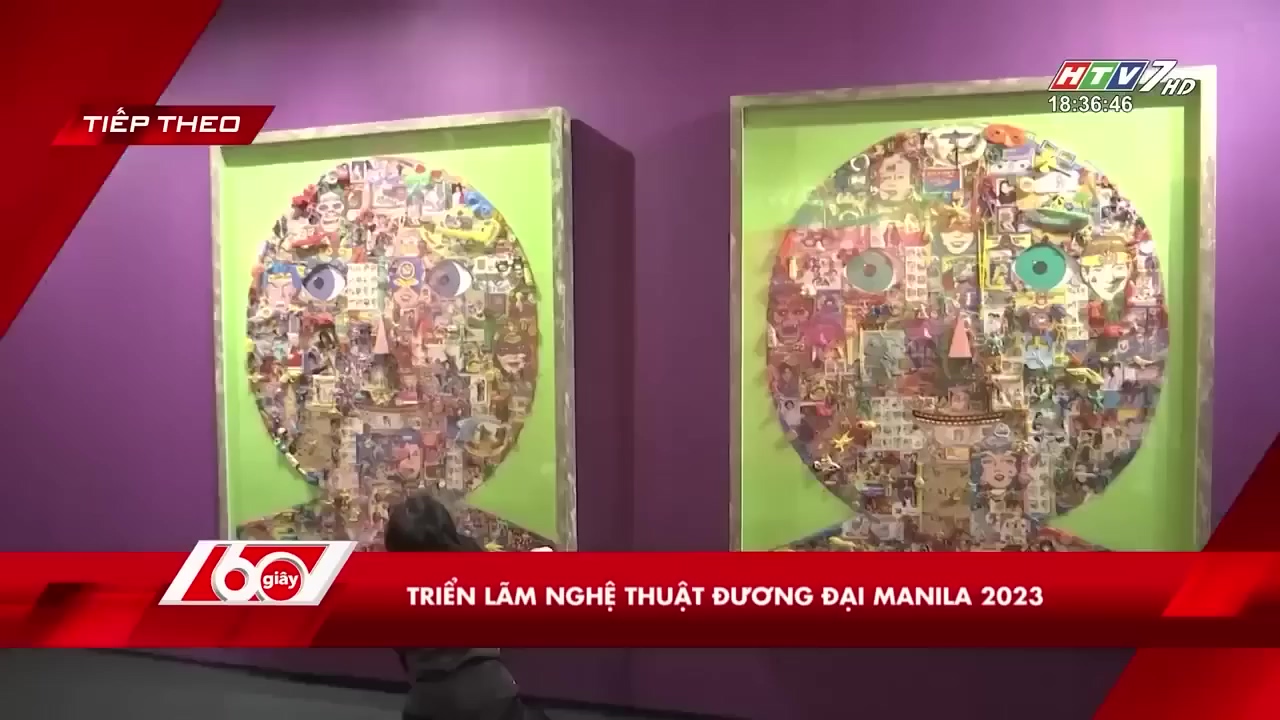 HTV7 HD
18:36:46
TIẾP THEO
60 giây
TRIỂN LÃM NGHỆ THUẬT ĐƯƠNG ĐẠI MANILA 2023